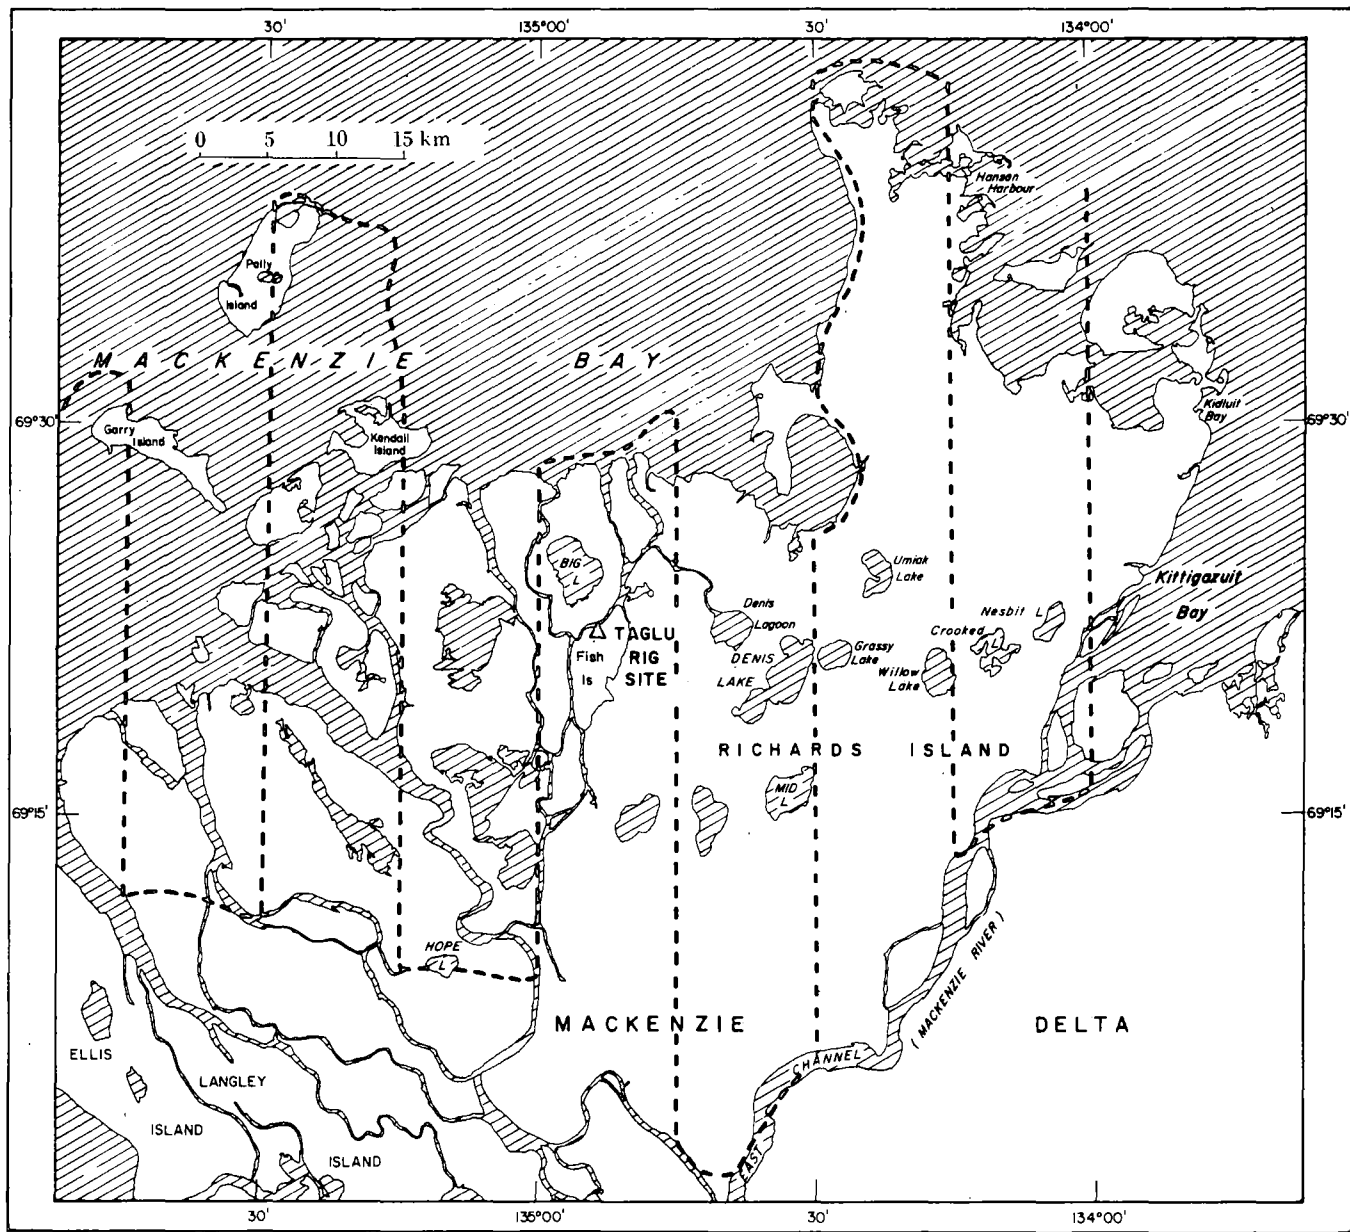 30' 135°00' 30' 134°00'
0 5 10 15 km
Hansen
Harbour
Pelly
Island
MACKENZIE BAY
69°30'
69°30'
Garry
Island
Kendall
Island
Kidluit
Bay
BIG
L
Umiak
Lake
Kittigazuit
Bay
Denis
Lagoon
Nesbit L
Crooked
L
TAGLU
RIG
SITE
Fish
Is
DENIS
LAKE
Grassy
Lake
Willow
Lake
RICHARDS ISLAND
MID
L
69°15'
69°15'
HOPE
L
(MACKENZIE RIVER)
MACKENZIE DELTA
ELLIS
ISLAND
LANGLEY
ISLAND
EAST CHANNEL
30' 135°00' 30' 134°00'